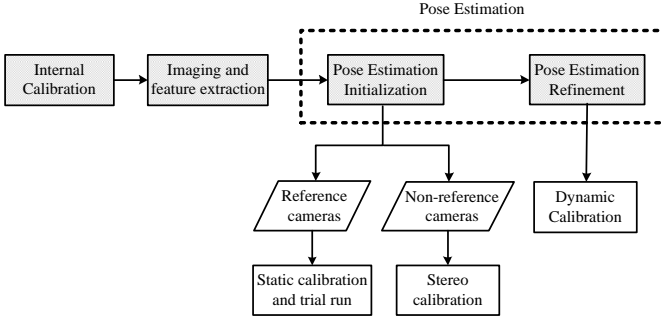 Pose Estimation
Internal
Calibration
Imaging and
feature extraction
Pose Estimation
Initialization
Pose Estimation
Refinement
Reference
cameras
Non-reference
cameras
Dynamic
Calibration
Static calibration
and trial run
Stereo
calibration